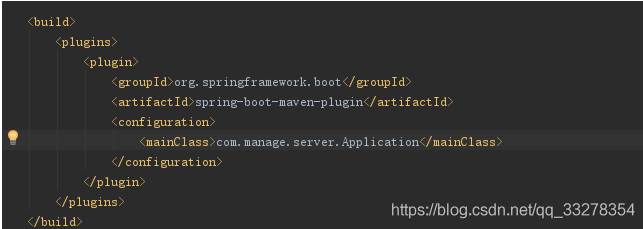 <build>
<plugins>
<plugin>
<groupId>org.springframework.boot</groupId>
<artifactId>spring-boot-maven-plugin</artifactId>
<configuration>
<mainClass>com.manage.server.Application</mainClass>
</configuration>
</plugin>
</plugins>
</build>
https://blog.csdn.net/qq_33278354